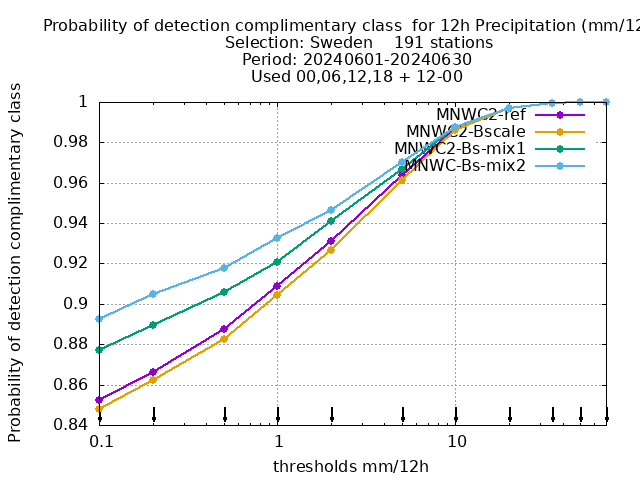 Probability of detection complimentary class  for 12h Precipitation (mm/12
Selection: Sweden    191 stations
Period: 20240601-20240630
Used 00,06,12,18 + 12-00
Probability of detection complimentary class
1
0.98
0.96
0.94
0.92
0.9
0.88
0.86
0.84
MNWC2-ref
MNWC2-Bscale
MNWC2-Bs-mix1
MNWC-Bs-mix2
0.1
1
10
thresholds mm/12h